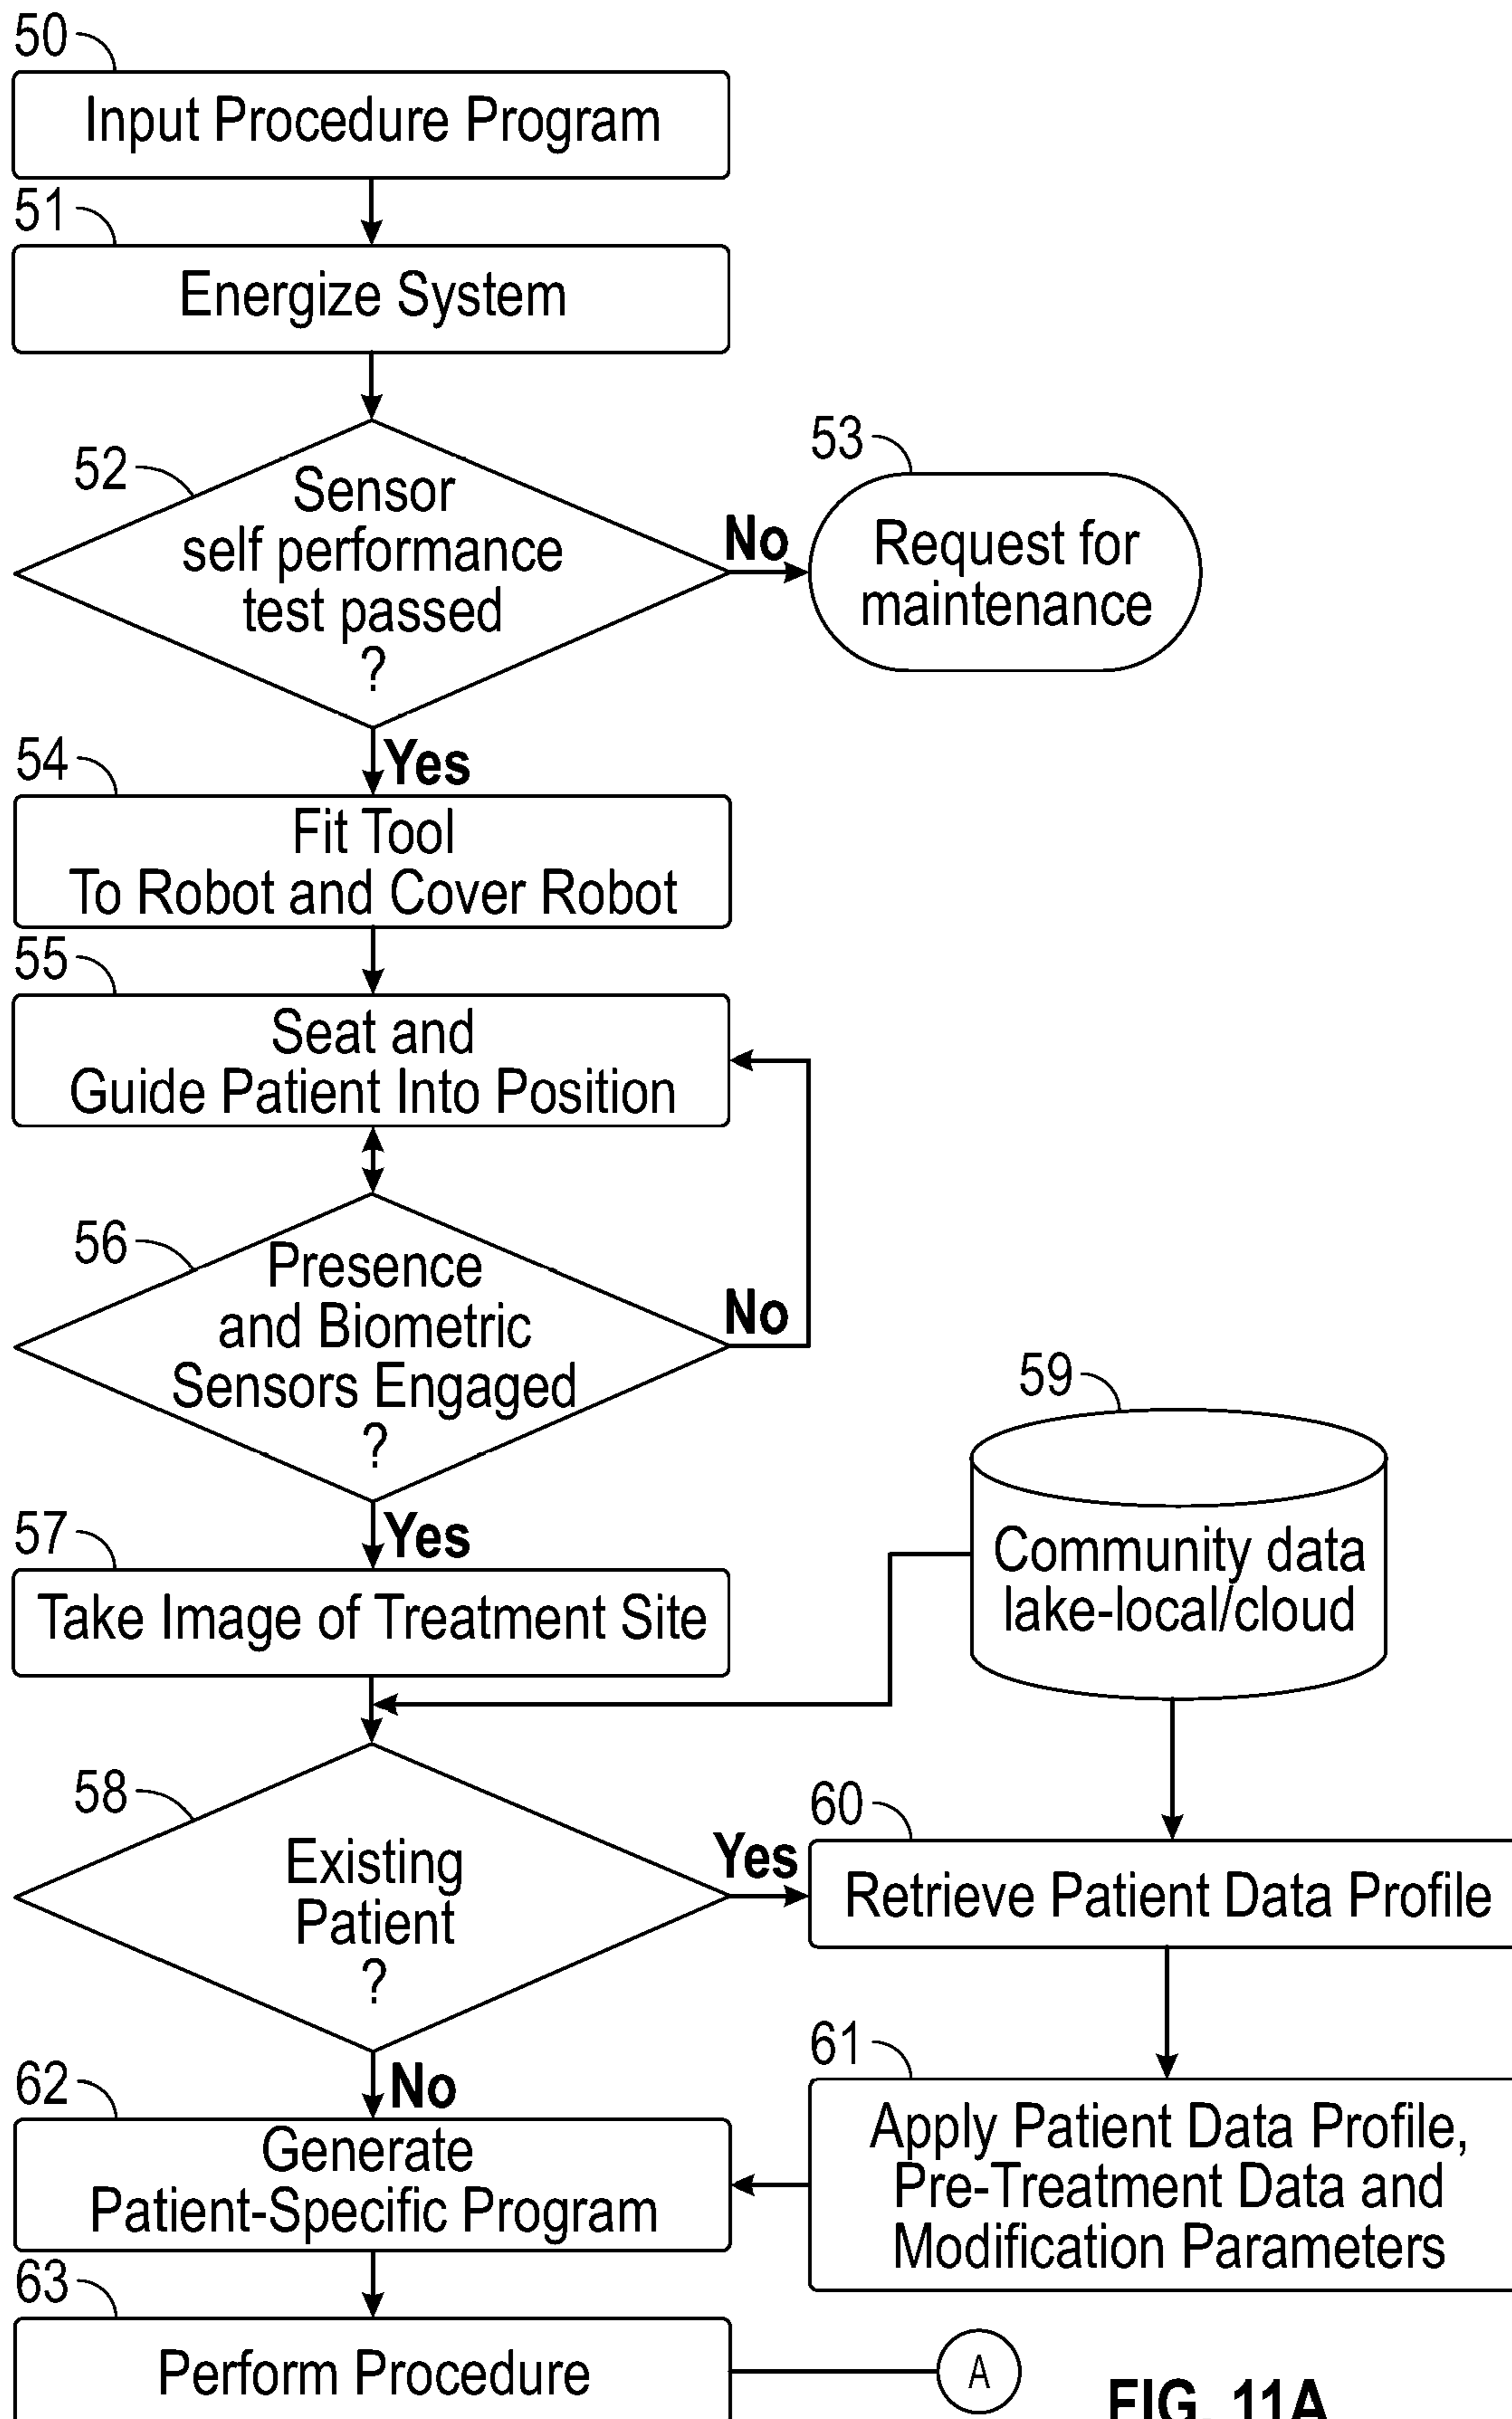 50
Input Procedure Program
51
Energize System
52
Sensor
self performance
test passed
?
No
53
Request for
maintenance
Yes
54
Fit Tool
To Robot and Cover Robot
55
Seat and
Guide Patient Into Position
56
Presence
and Biometric
Sensors Engaged
?
No
Yes
57
Take Image of Treatment Site
59
Community data
lake-local/cloud
58
Existing
Patient
?
Yes
60
Retrieve Patient Data Profile
61
Apply Patient Data Profile,
Pre-Treatment Data and
Modification Parameters
No
62
Generate
Patient-Specific Program
63
Perform Procedure
A
FIG. 11A